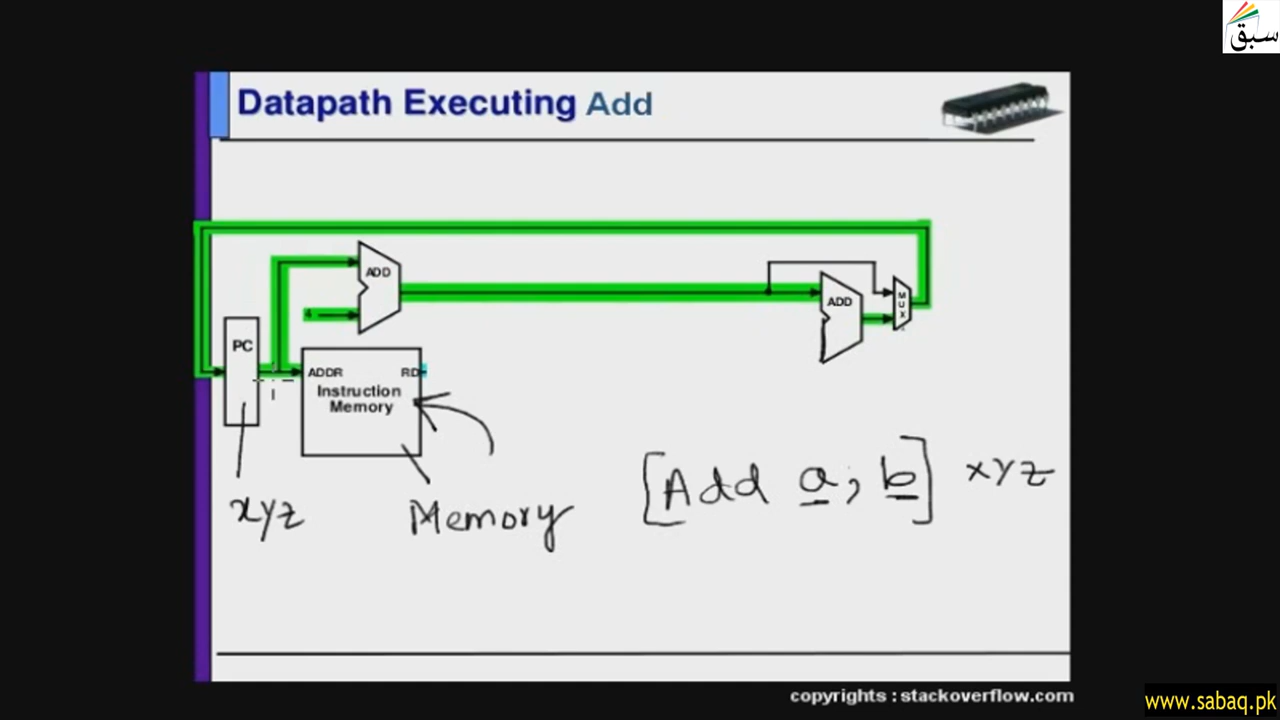 سبق
Datapath Executing Add
ADD
ADD
MUX
4
PC
ADDR
RD
Instruction
Memory
[Add a, b] xyz
xyz
Memory
copyrights : stackoverflow.com
www.sabaq.pk